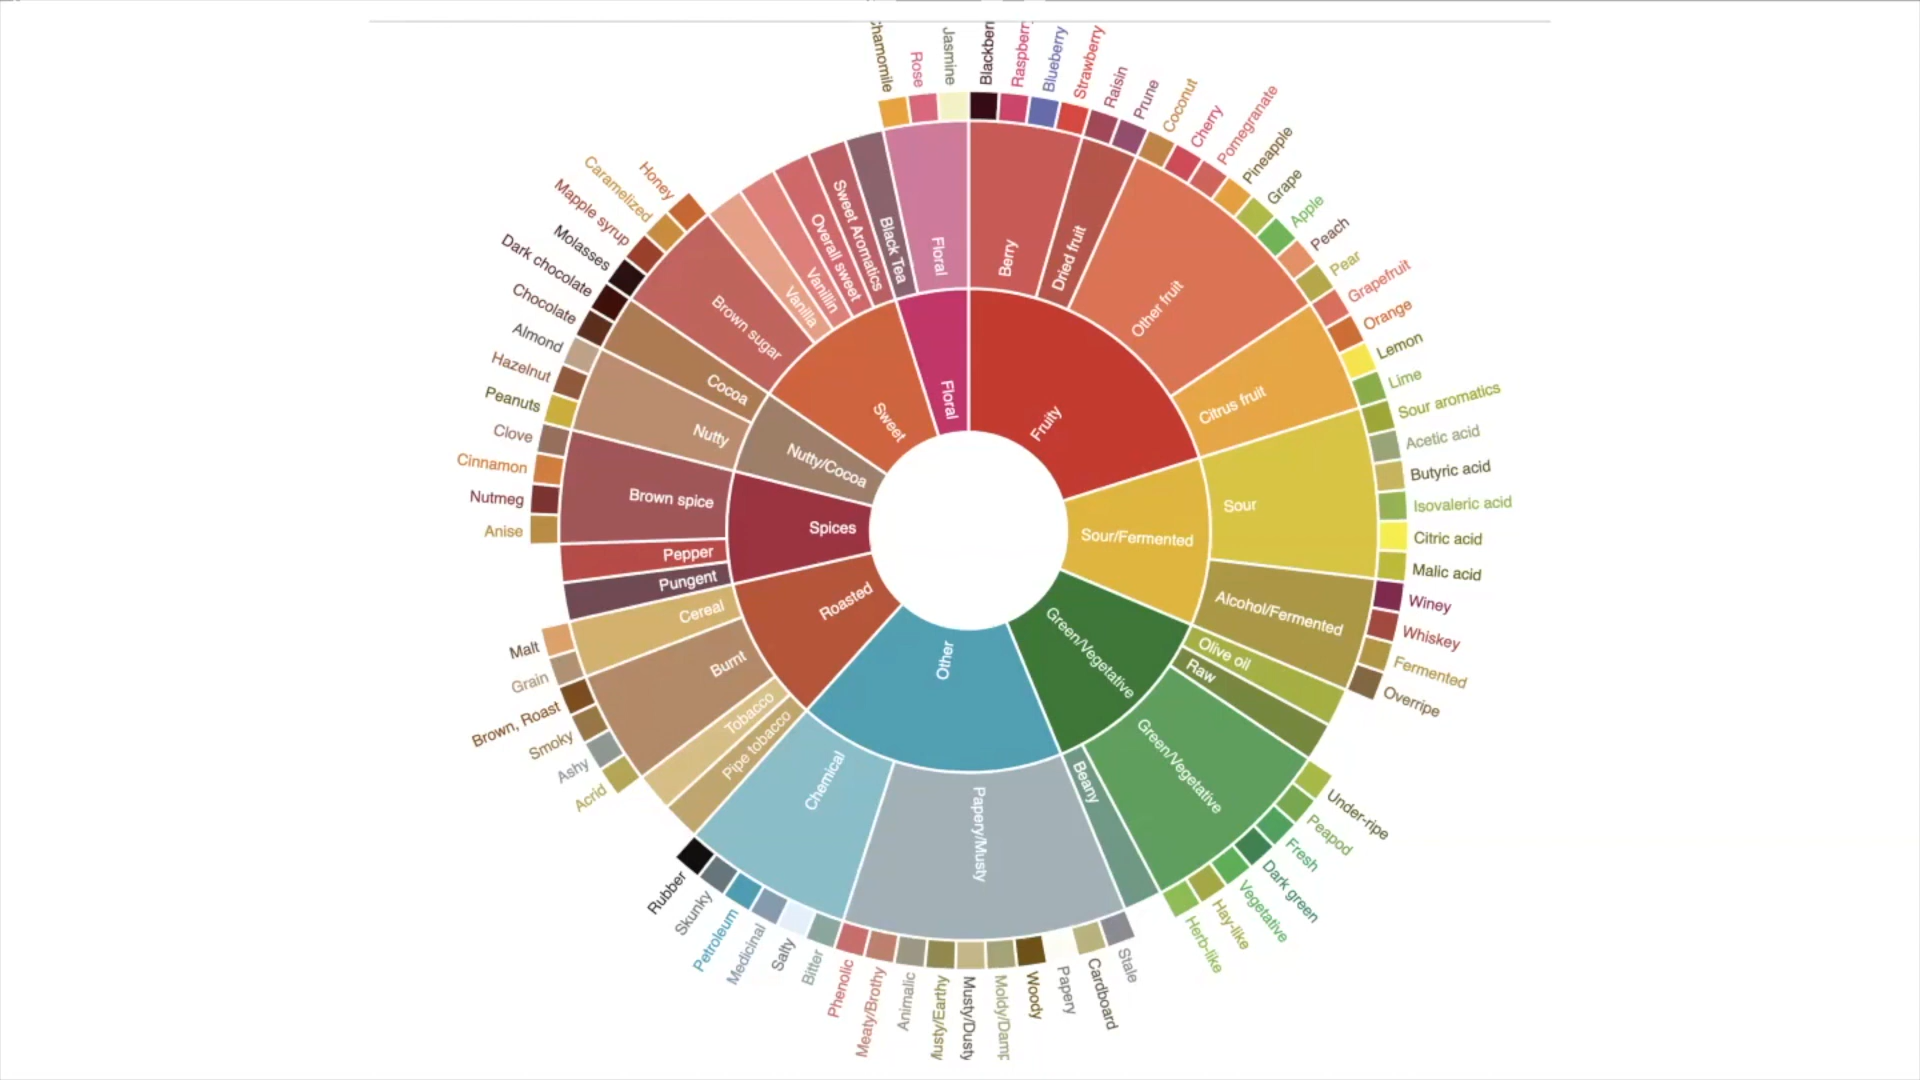 Rose
Jasmine
Blueberry
Strawberry
Raisin
Prune
Coconut
Cherry
Pomegranate
Pineapple
Grape
Apple
Peach
Pear
Grapefruit
Orange
Lemon
Lime
Sour aromatics
Acetic acid
Butyric acid
Isovaleric acid
Citric acid
Malic acid
Winey
Whiskey
Fermented
Overripe
Under-ripe
Peapod
Fresh
Dark green
Vegetative
Hay-like
Herb-like
Stale
Cardboard
Papery
Woody
Musty/Dusty
Animalic
Meaty/Brothy
Phenolic
Bitter
Salty
Medicinal
Petroleum
Skunky
Rubber
Acrid
Ashy
Smoky
Brown, Roast
Grain
Malt
Anise
Nutmeg
Cinnamon
Clove
Peanuts
Hazelnut
Almond
Chocolate
Dark chocolate
Molasses
Mapple syrup
Caramelized
Honey
Floral
Berry
Dried fruit
Other fruit
Citrus fruit
Sour
Alcohol/Fermented
Olive oil
Raw
Green/Vegetative
Beany
Papery/Musty
Chemical
Pipe tobacco
Tobacco
Burnt
Cereal
Pungent
Pepper
Brown spice
Nutty
Cocoa
Brown sugar
Vanilla
Vanillin
Overall sweet
Sweet Aromatics
Black Tea
Floral
Fruity
Sour/Fermented
Green/Vegetative
Other
Roasted
Spices
Nutty/Cocoa
Sweet